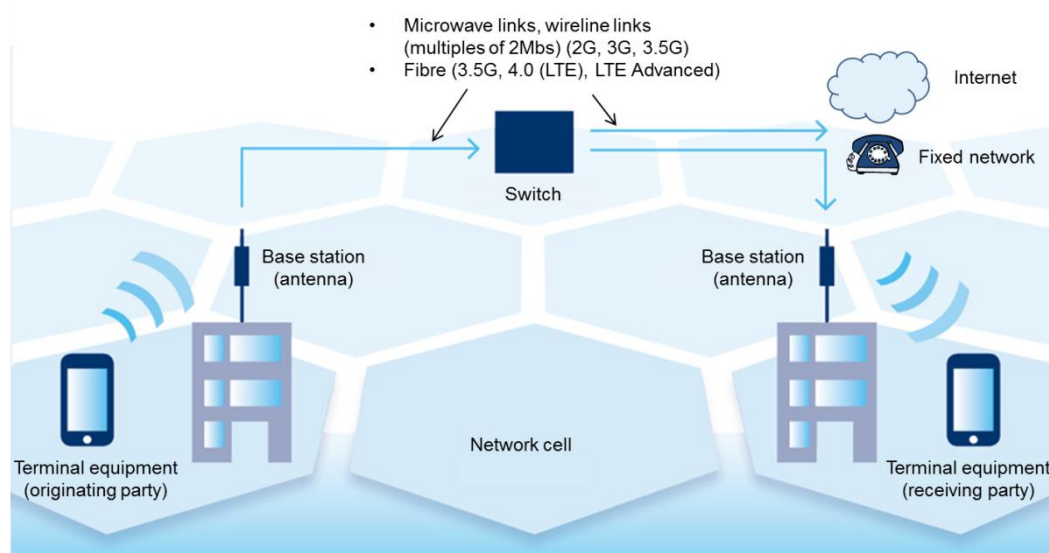 • Microwave links, wireline links
(multiples of 2Mbs) (2G, 3G, 3.5G)
• Fibre (3.5G, 4.0 (LTE), LTE Advanced)
Internet
Fixed network
Switch
Base station
(antenna)
Base station
(antenna)
Network cell
Terminal equipment
(originating party)
Terminal equipment
(receiving party)